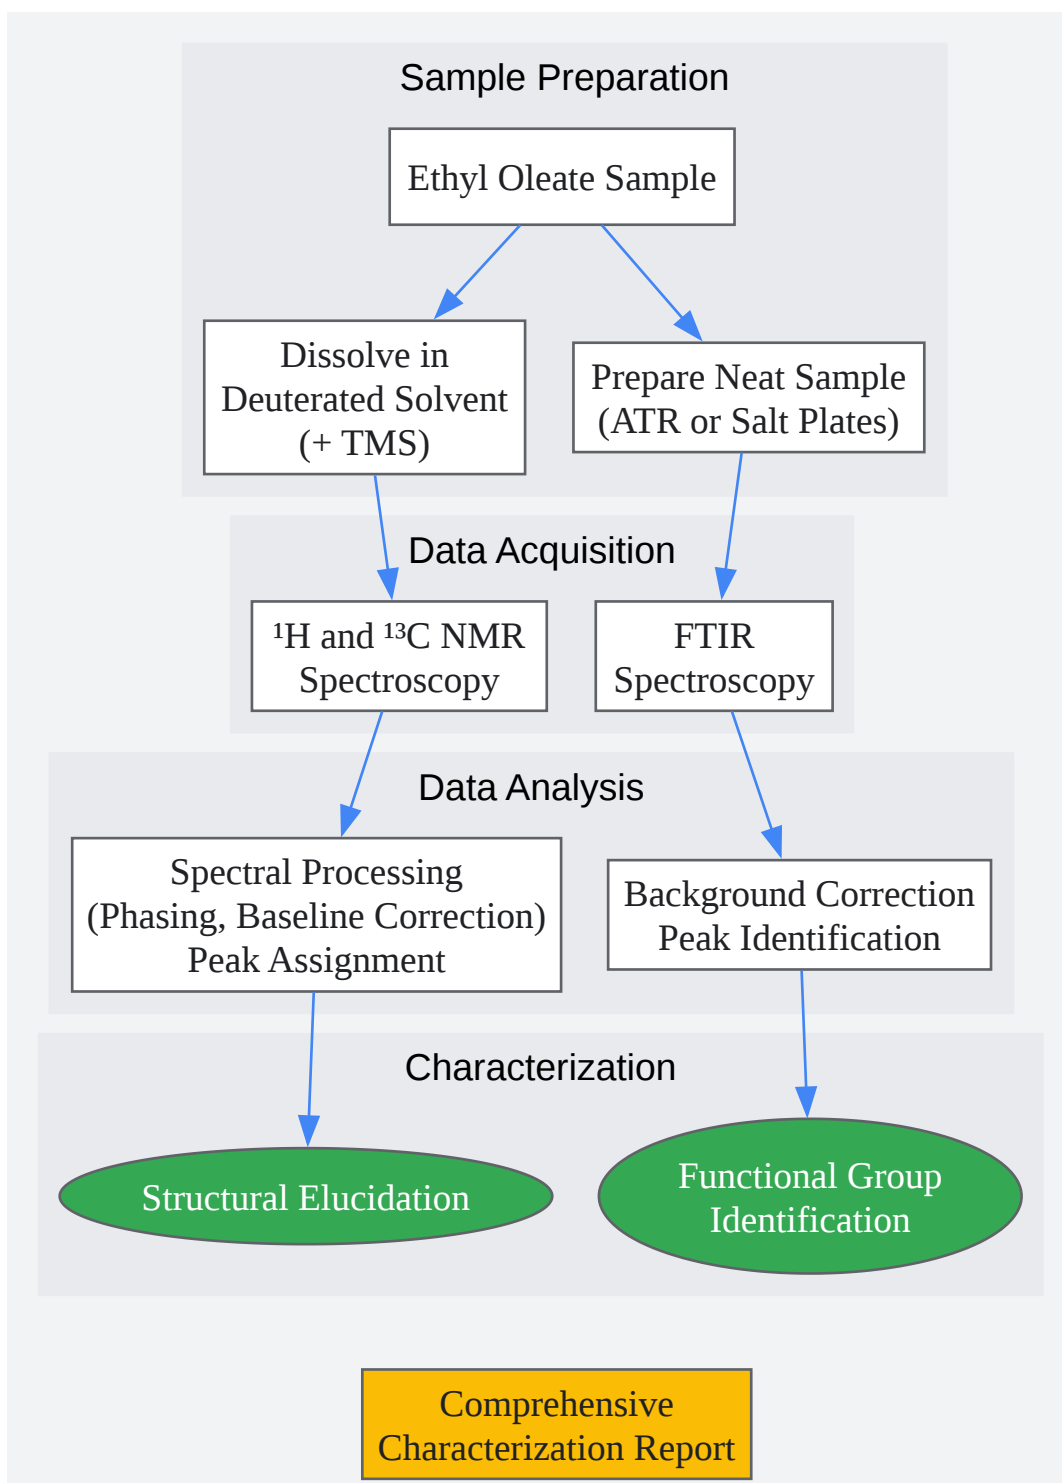 Sample Preparation
Ethyl Oleate Sample
Dissolve in
Deuterated Solvent
(+ TMS)
Prepare Neat Sample
(ATR or Salt Plates)
Data Acquisition
¹H and ¹³C NMR
Spectroscopy
FTIR
Spectroscopy
Data Analysis
Spectral Processing
(Phasing, Baseline Correction)
Peak Assignment
Background Correction
Peak Identification
Characterization
Structural Elucidation
Functional Group
Identification
Comprehensive
Characterization Report